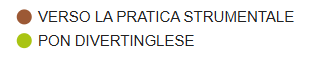 VERSO LA PRATICA STRUMENTALE
PON DIVERTINGLESE